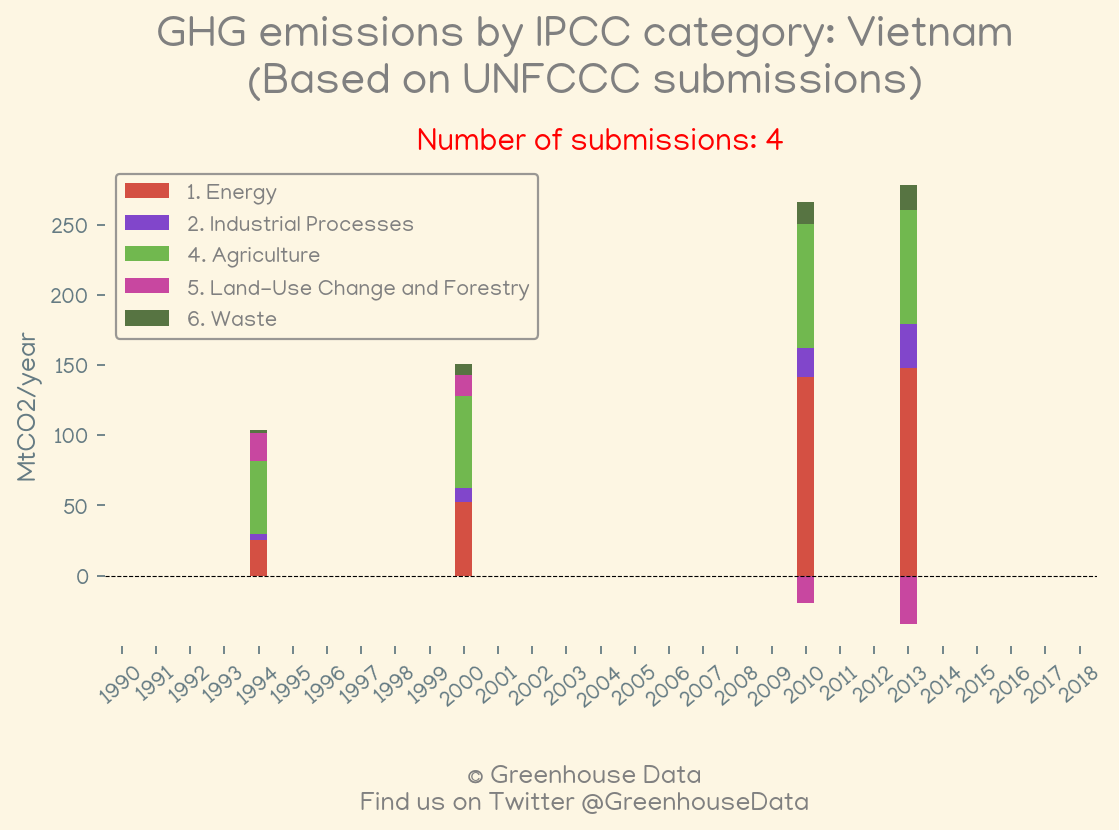 GHG emissions by IPCC category: Vietnam
(Based on UNFCCC submissions)
Number of submissions: 4
1. Energy
2. Industrial Processes
4. Agriculture
5. Land-Use Change and Forestry
6. Waste
MtCO2/year
250
200
150
100
50
0
1990 1991 1992 1993 1994 1995 1996 1997 1998 1999 2000 2001 2002 2003 2004 2005 2006 2007 2008 2009 2010 2011 2012 2013 2014 2015 2016 2017 2018
© Greenhouse Data
Find us on Twitter @GreenhouseData